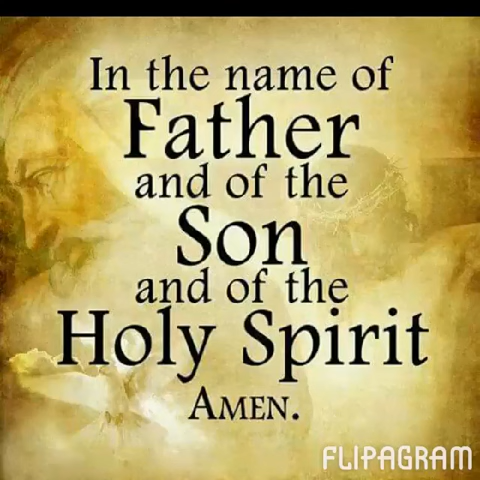 In the name of
Father
and of the
Son
and of the
Holy Spirit
AMEN.
FLIPAGRAM